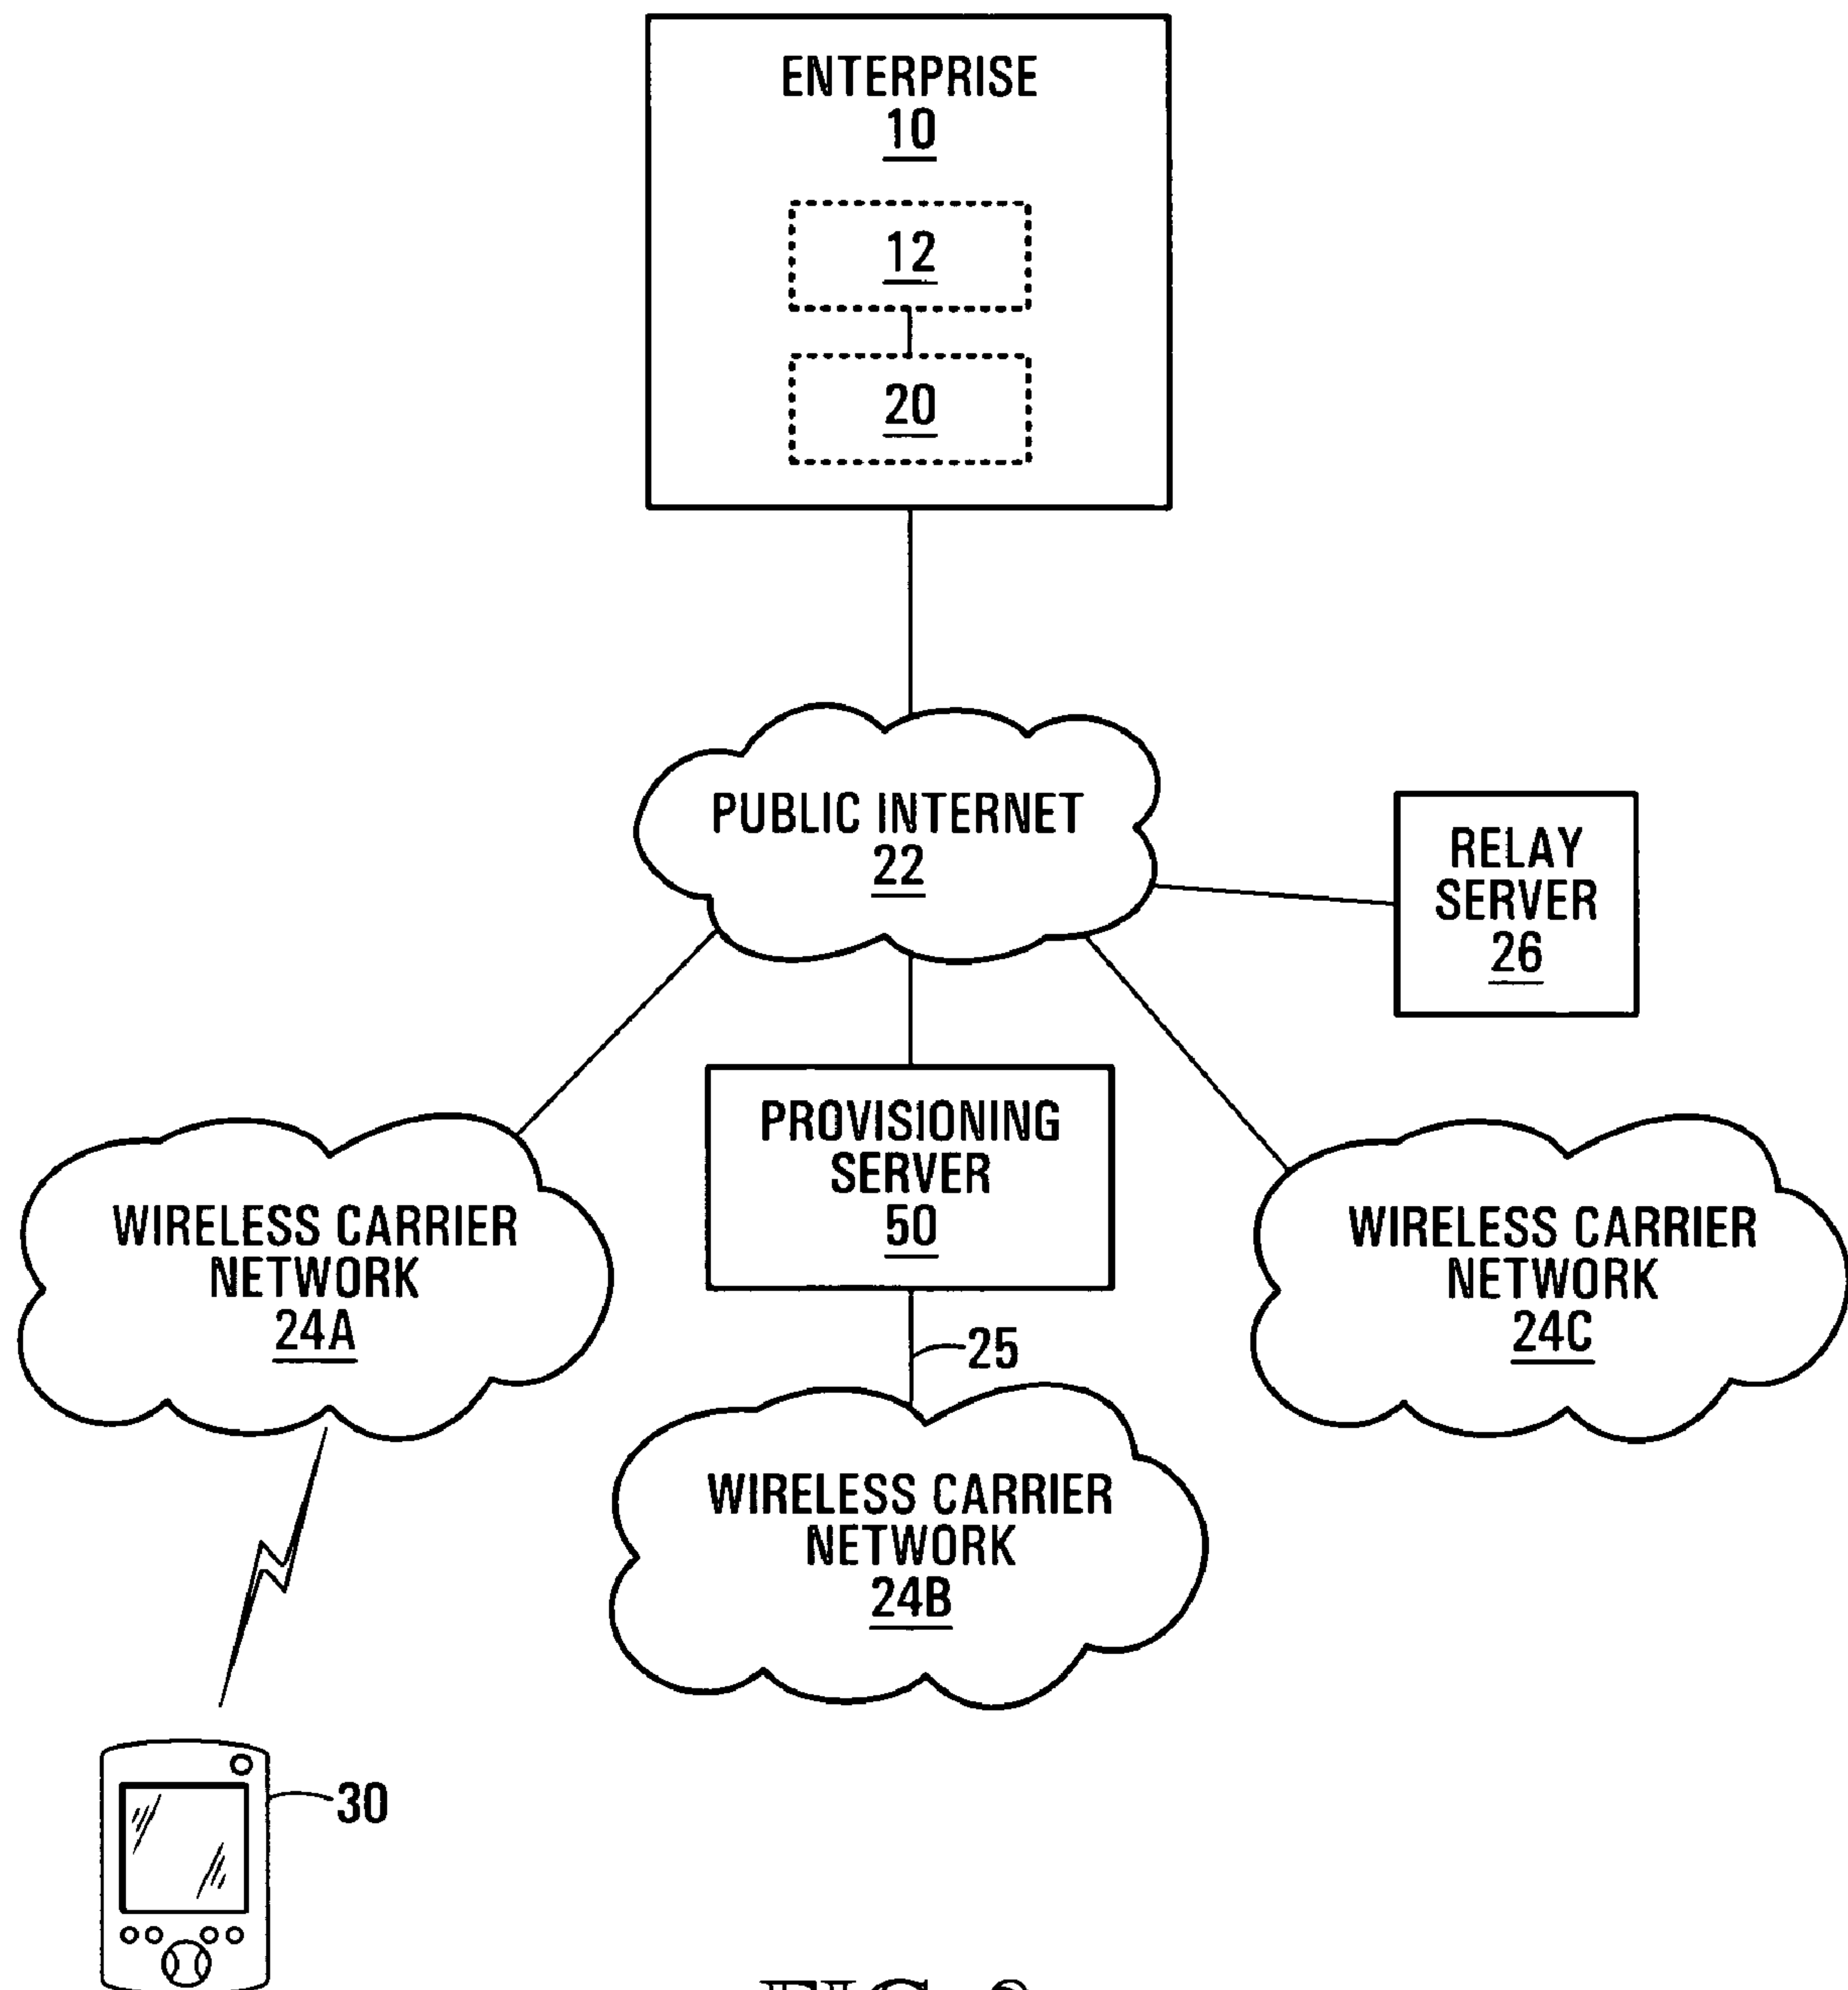 ENTERPRISE
10
12
20
PUBLIC INTERNET
22
RELAY
SERVER
26
PROVISIONING
SERVER
50
WIRELESS CARRIER
NETWORK
24A
WIRELESS CARRIER
NETWORK
24C
25
WIRELESS CARRIER
NETWORK
24B
30